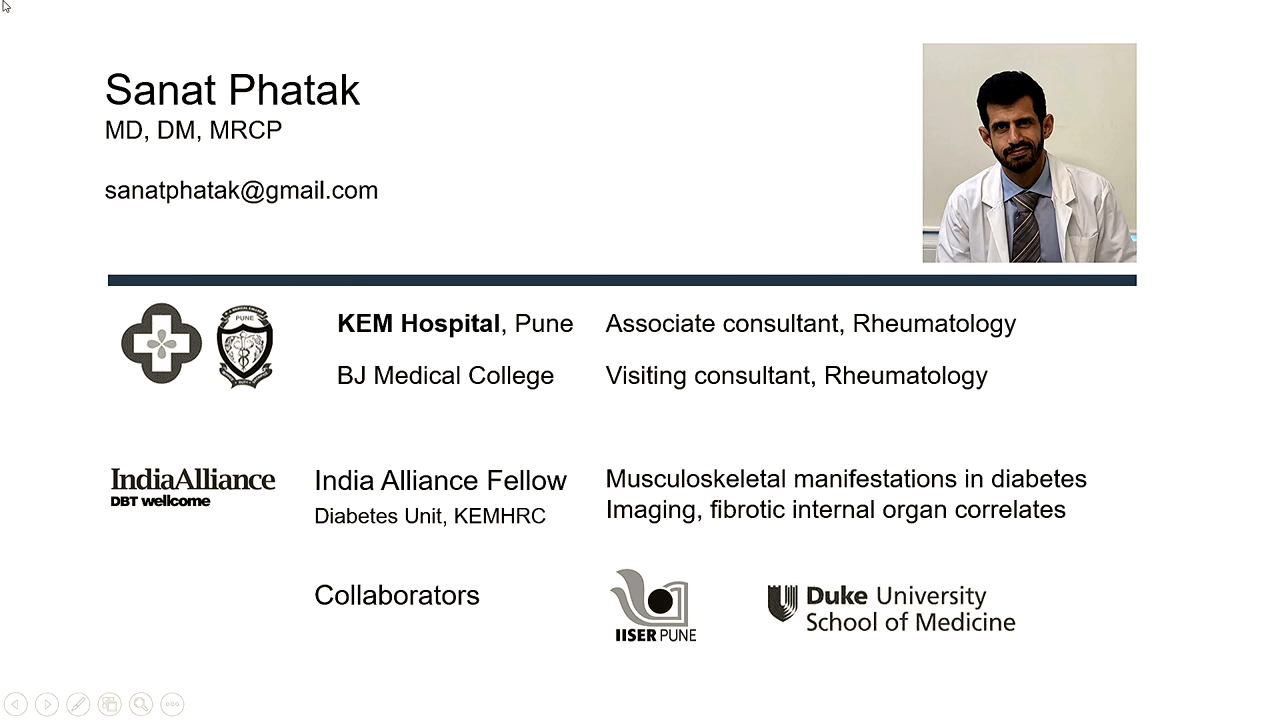 Sanat Phatak
MD, DM, MRCP
sanatphatak@gmail.com
PUNE
KEM Hospital, Pune Associate consultant, Rheumatology
BJ Medical College Visiting consultant, Rheumatology
IndiaAlliance
DBT wellcome
India Alliance Fellow
Diabetes Unit, KEMHRC
Musculoskeletal manifestations in diabetes
Imaging, fibrotic internal organ correlates
Collaborators
IISER PUNE
Duke University
School of Medicine